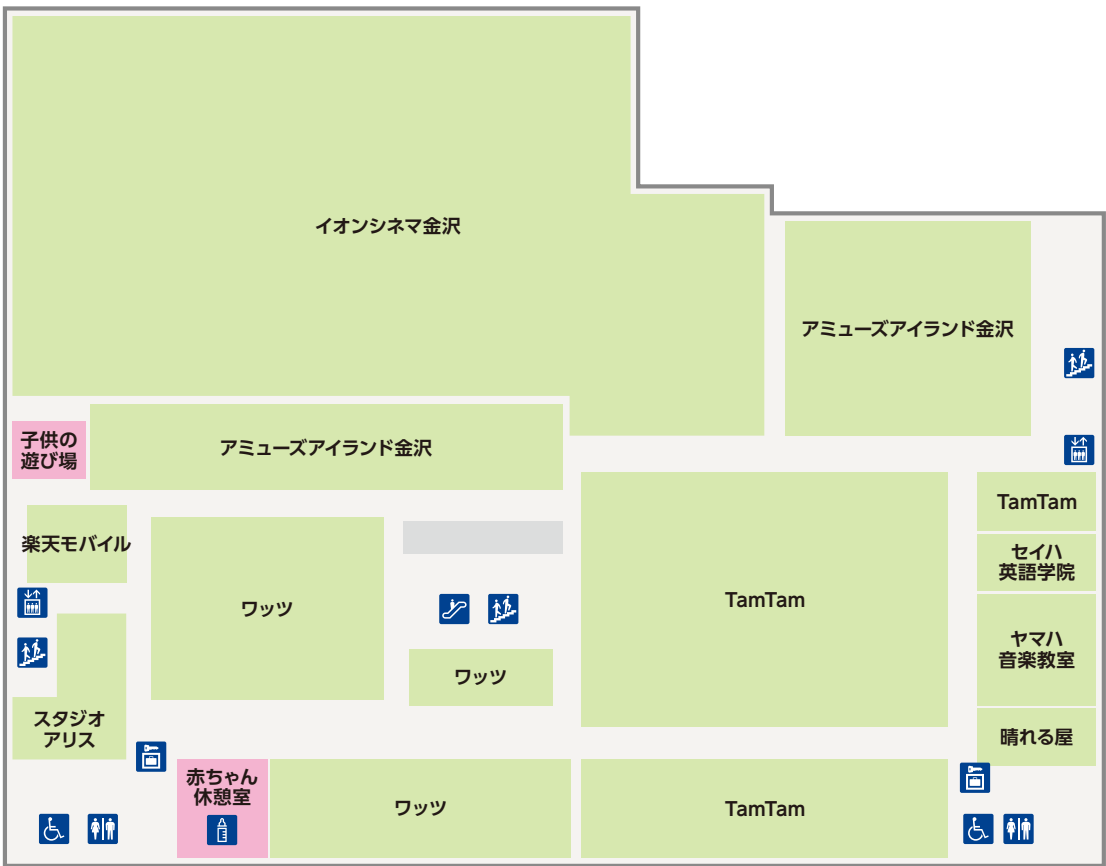 イオンシネマ金沢
アミューズアイランド金沢
子供の
遊び場
アミューズアイランド金沢
TamTam
楽天モバイル
セイハ
英語学院
ワッツ
TamTam
ヤマハ
音楽教室
ワッツ
スタジオ
アリス
晴れる屋
赤ちゃん
休憩室
ワッツ
TamTam